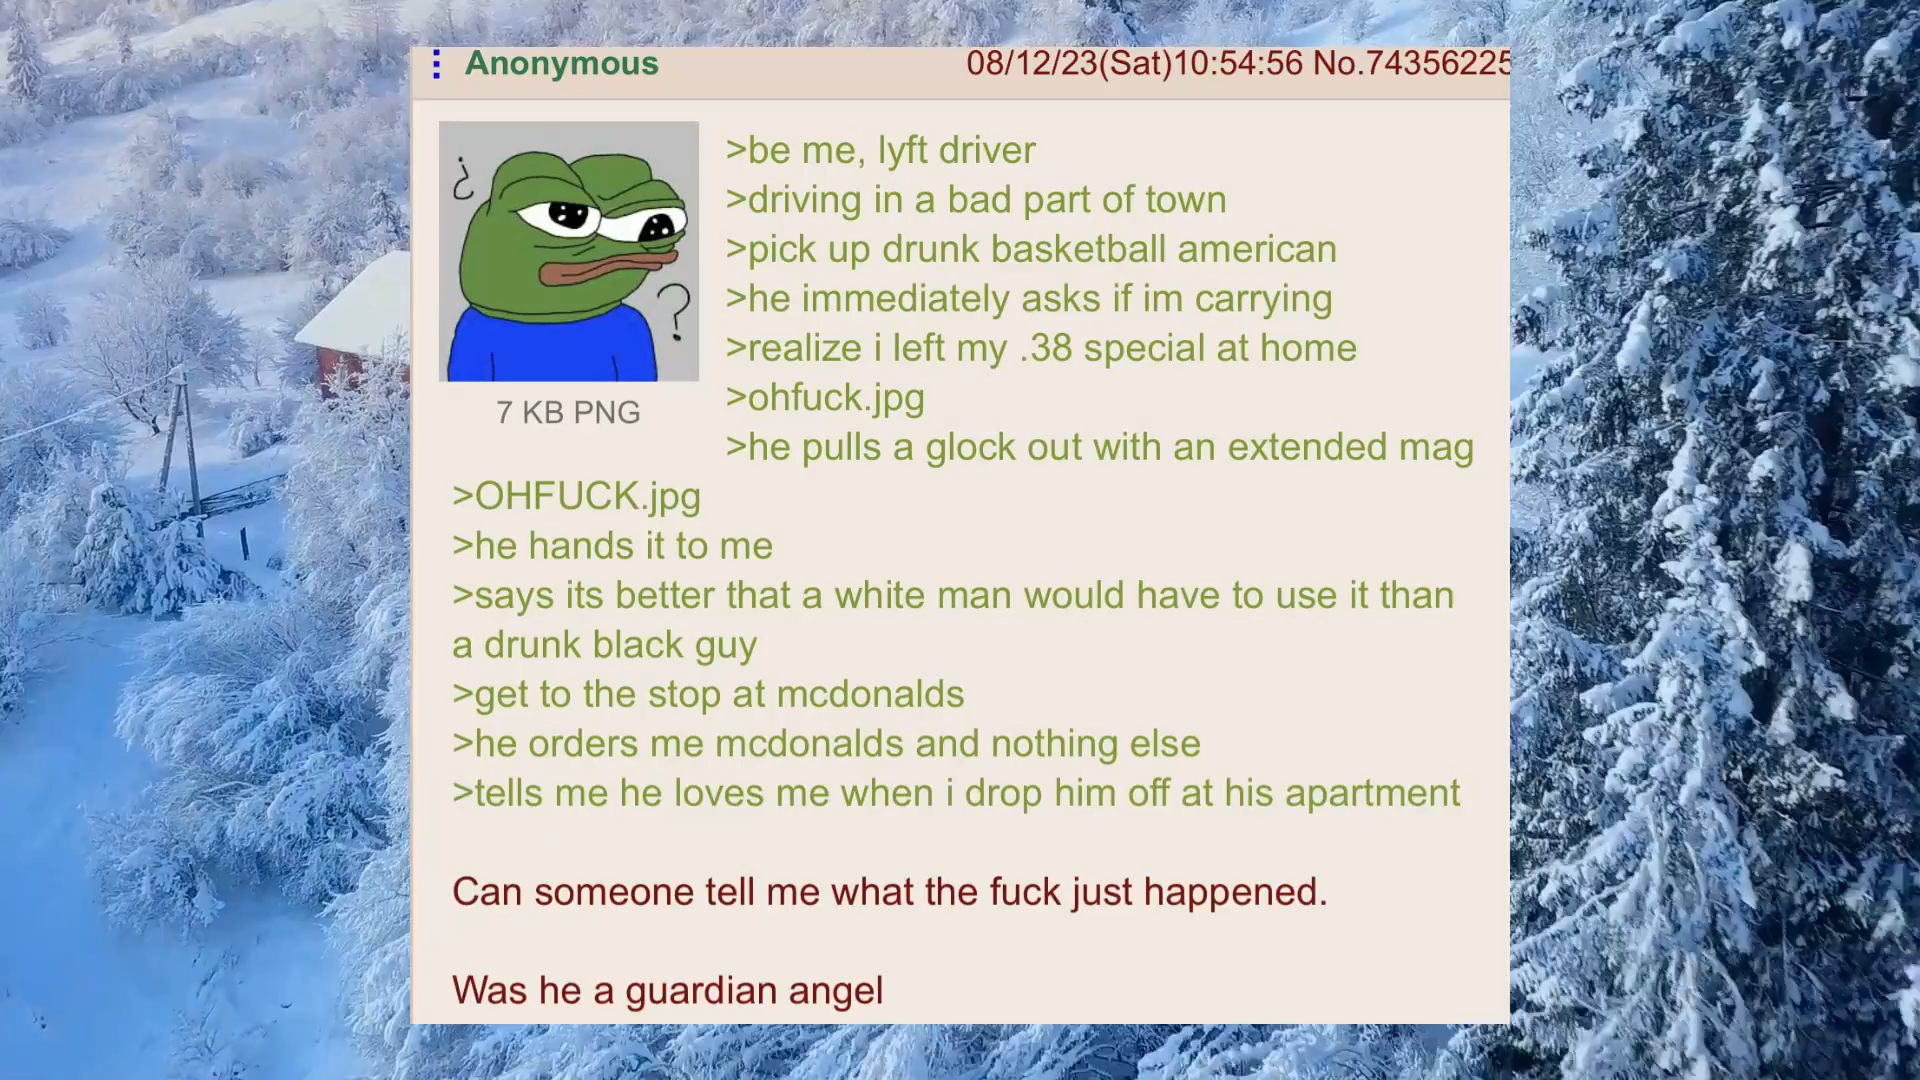 Anonymous 08/12/23(Sat)10:54:56 No.74356225
¿
?
>be me, lyft driver
>driving in a bad part of town
>pick up drunk basketball american
>he immediately asks if im carrying
>realize i left my .38 special at home
>ohfuck.jpg
>he pulls a glock out with an extended mag
7 KB PNG
>OHFUCK.jpg
>he hands it to me
>says its better that a white man would have to use it than
a drunk black guy
>get to the stop at mcdonalds
>he orders me mcdonalds and nothing else
>tells me he loves me when i drop him off at his apartment
Can someone tell me what the fuck just happened.
Was he a guardian angel